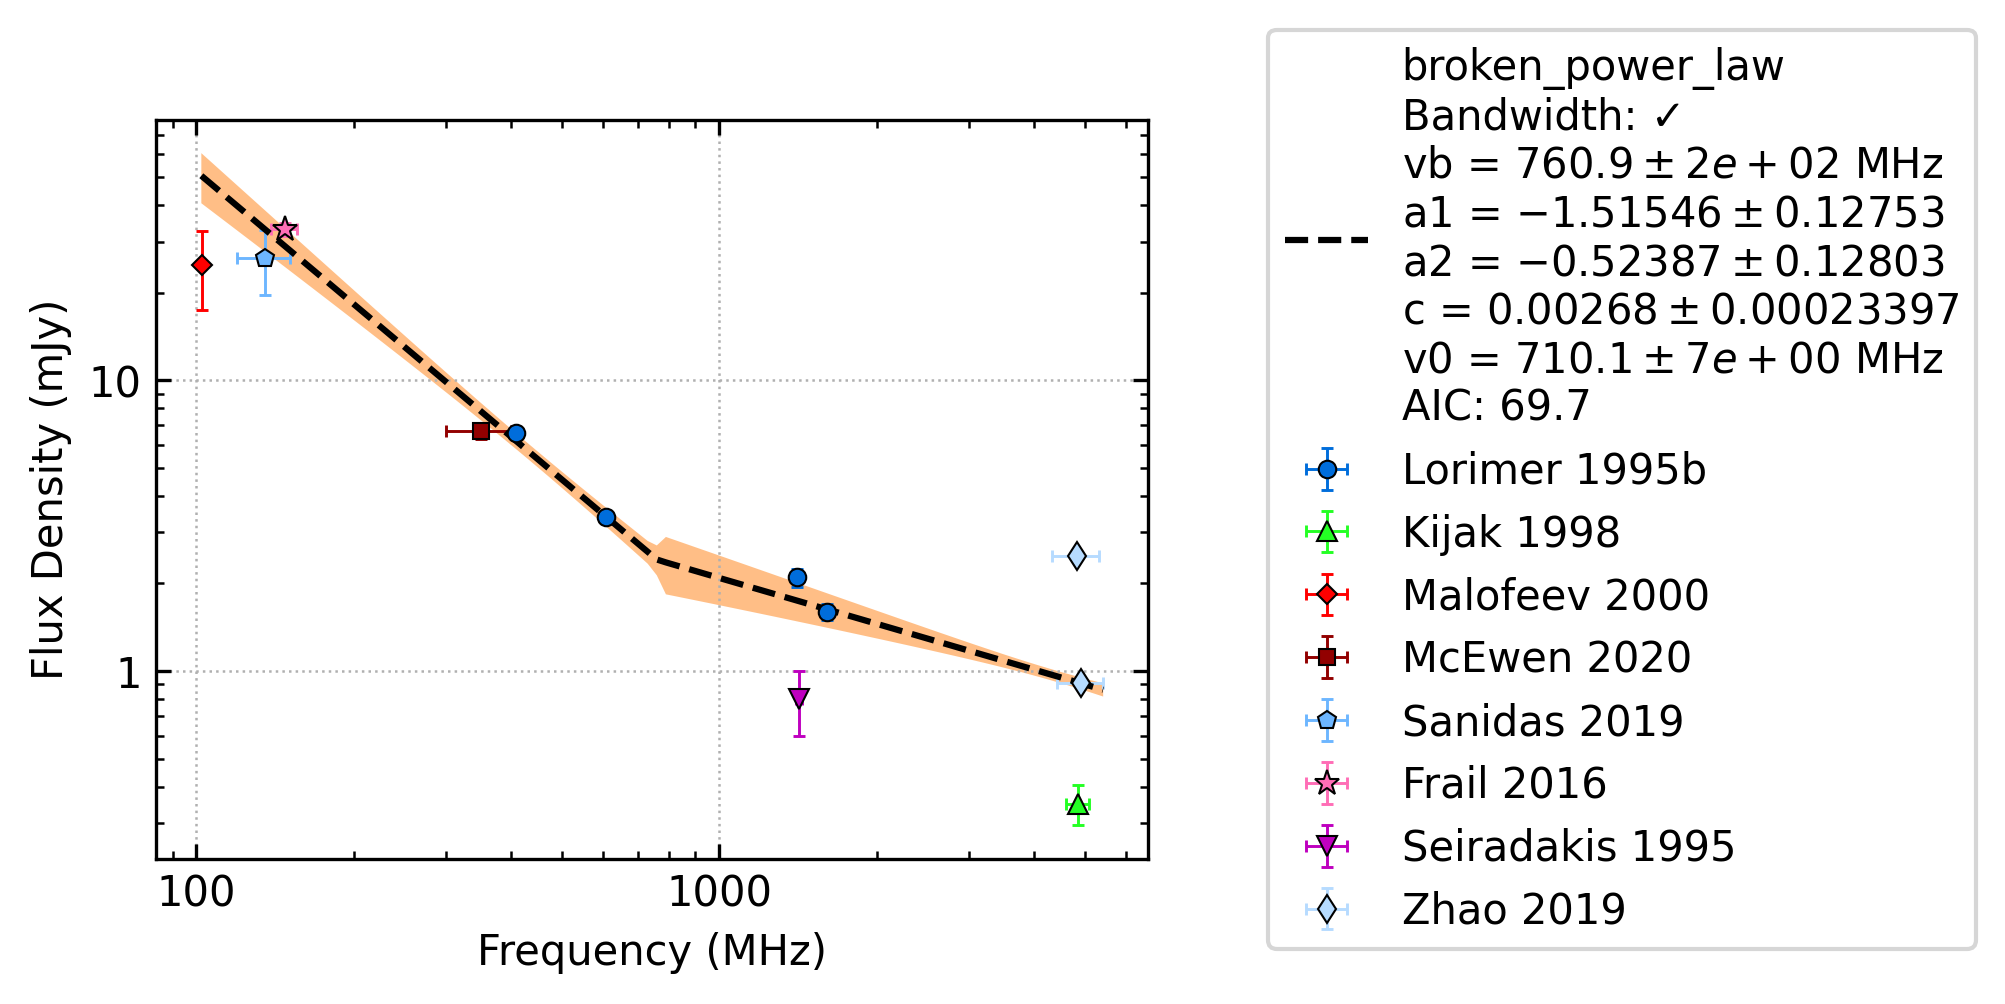 Flux Density (mJy)
10
1
100
1000
Frequency (MHz)
broken_power_law
Bandwidth: ✓
vb = 760.9 ± 2e + 02 MHz
a1 = −1.51546 ± 0.12753
a2 = −0.52387 ± 0.12803
c = 0.00268 ± 0.00023397
v0 = 710.1 ± 7e + 00 MHz
AIC: 69.7
Lorimer 1995b
Kijak 1998
Malofeev 2000
McEwen 2020
Sanidas 2019
Frail 2016
Seiradakis 1995
Zhao 2019